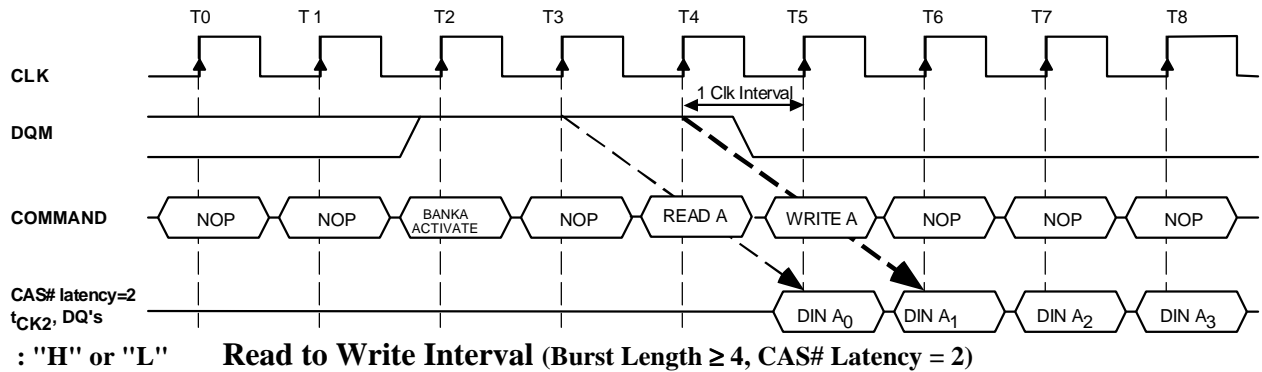 T0 T1 T2 T3 T4 T5 T6 T7 T8
CLK
1 Clk Interval
DQM
COMMAND NOP NOP BANKA ACTIVATE NOP READ A WRITE A NOP NOP NOP
CAS# latency=2
tCK2, DQ's DIN A0 DIN A1 DIN A2 DIN A3
: "H" or "L" Read to Write Interval (Burst Length ≥ 4, CAS# Latency = 2)